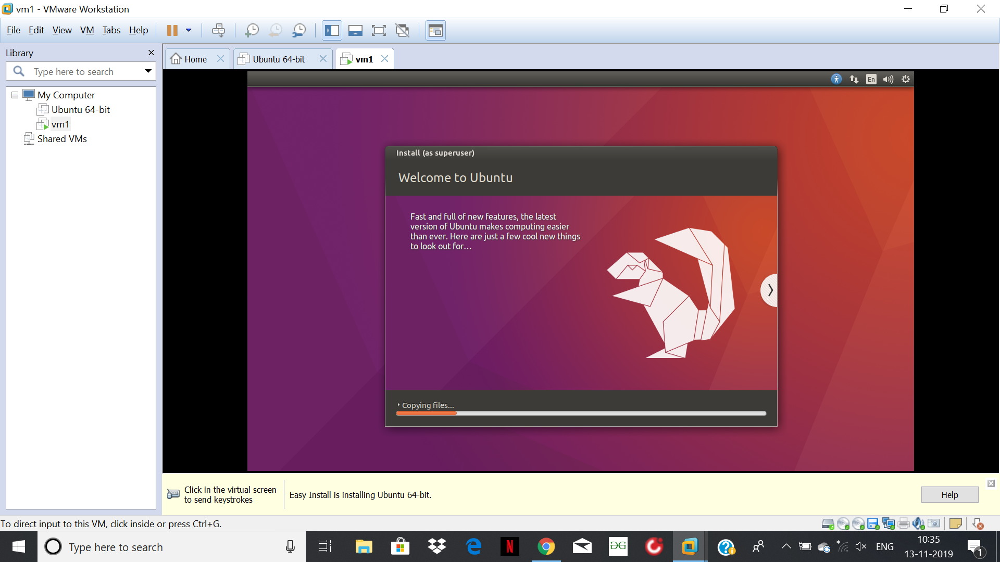 vm1 - VMware Workstation
File Edit View VM Tabs Help
Library
Home
Ubuntu 64-bit
vm1
Type here to search
My Computer
Ubuntu 64-bit
vm1
Shared VMs
En
Install (as superuser)
Welcome to Ubuntu
Fast and full of new features, the latest
version of Ubuntu makes computing easier
than ever. Here are just a few cool new things
to look out for...
Copying files...
Click in the virtual screen
to send keystrokes
Easy Install is installing Ubuntu 64-bit.
Help
To direct input to this VM, click inside or press Ctrl+G.
Type here to search
N
ENG
10:35
13-11-2019
1